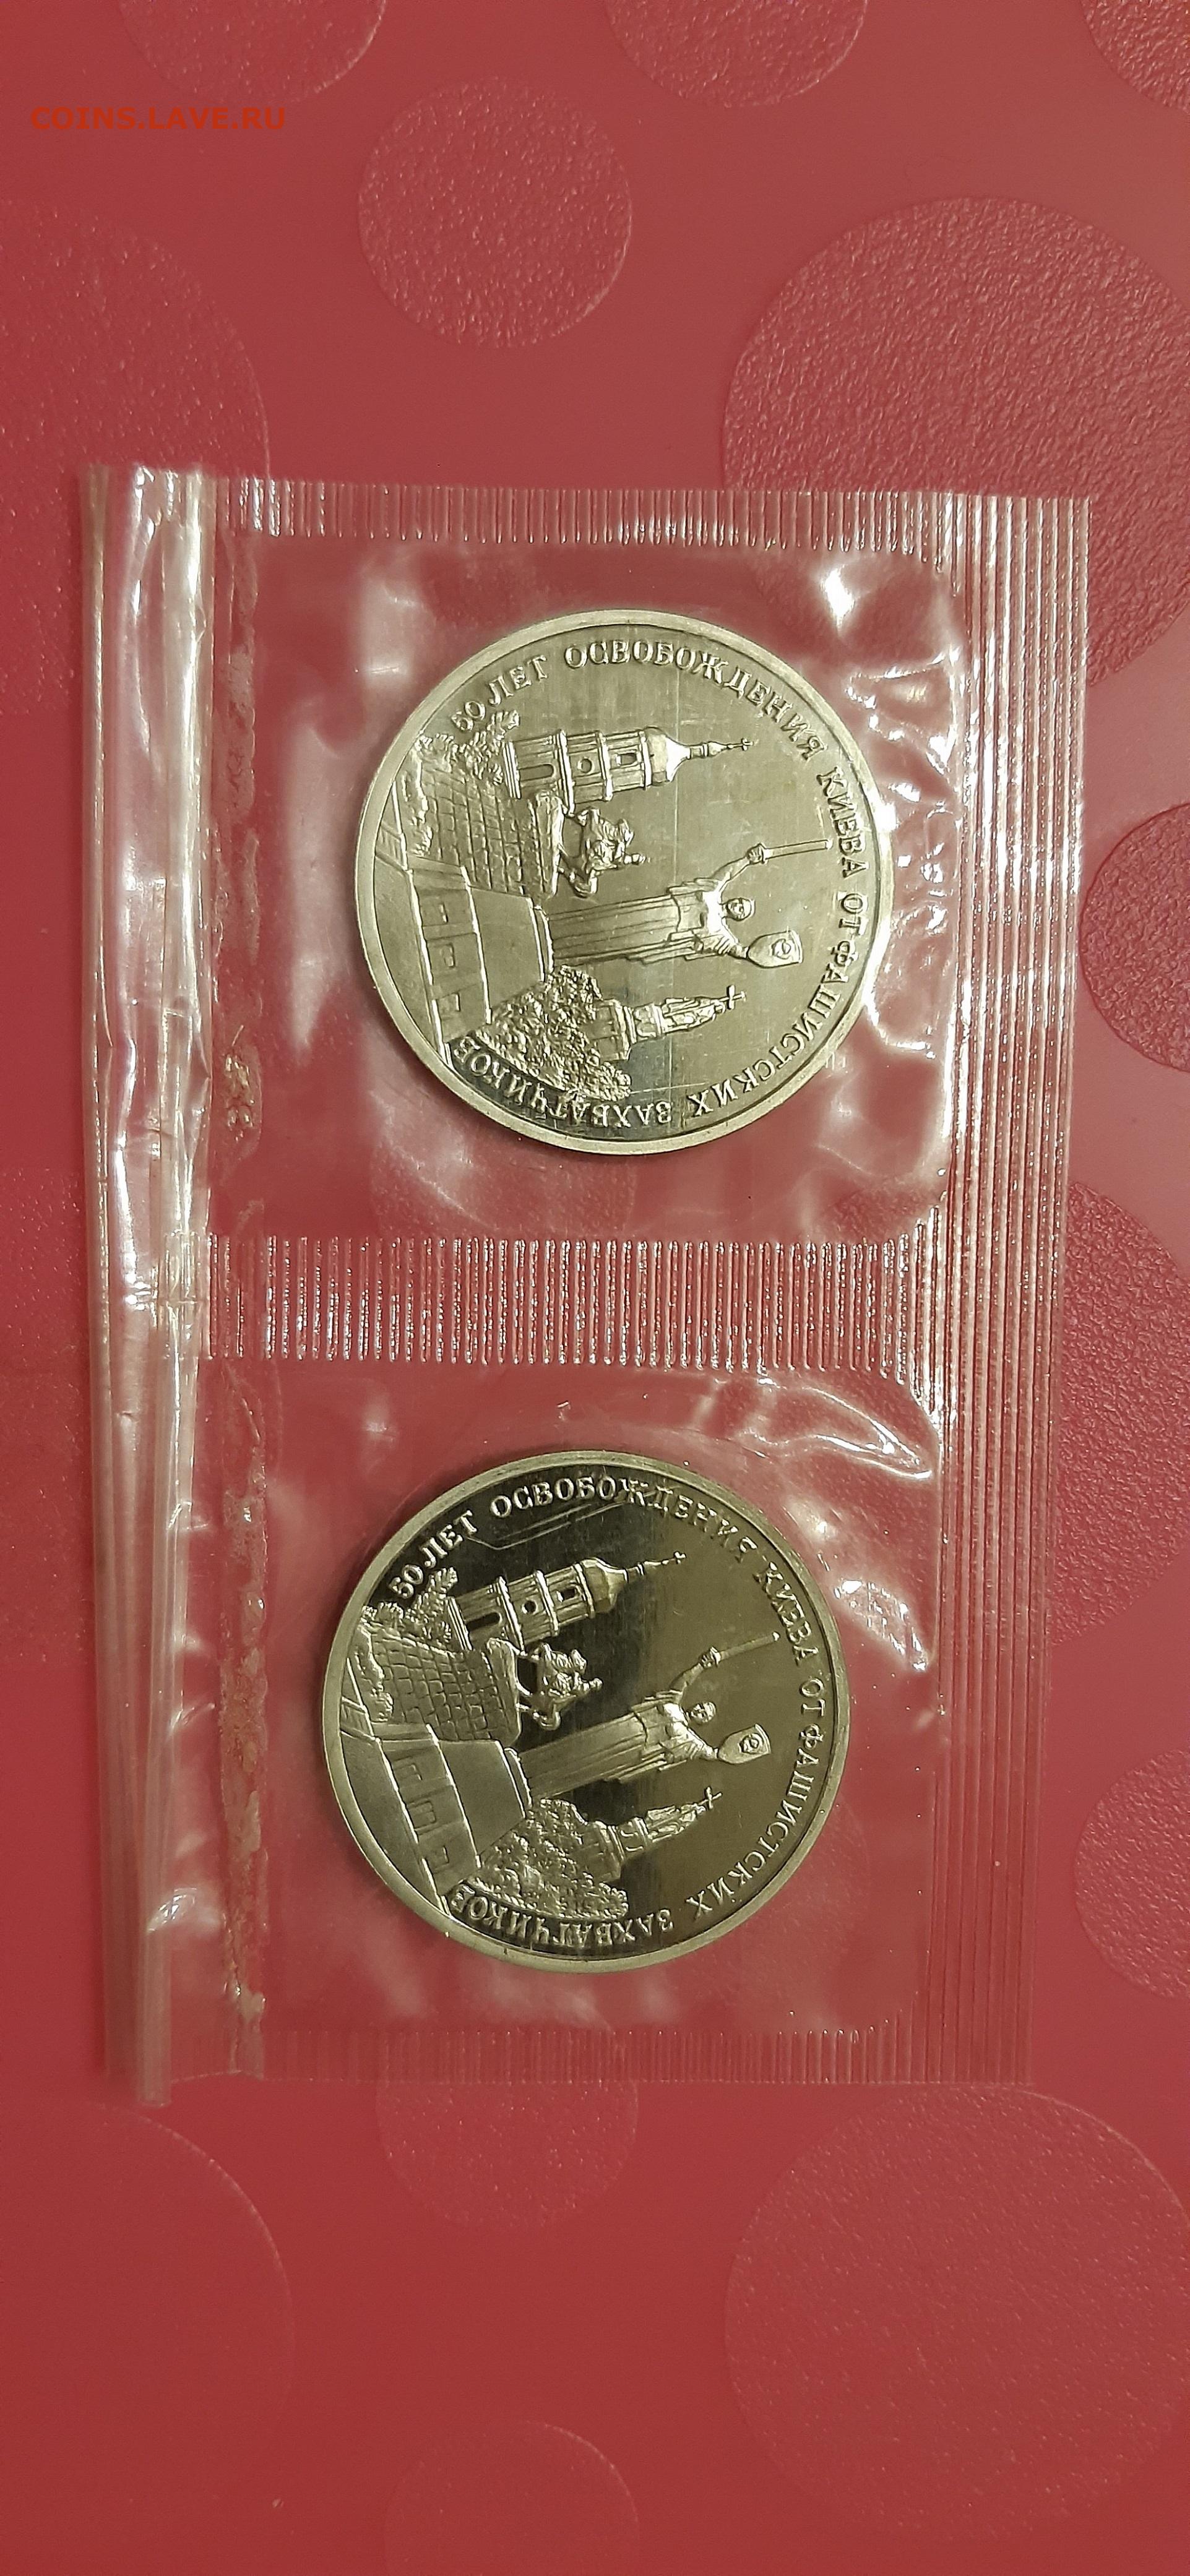 COINS.LAVE.RU
50 ЛЕТ ОСВОБОЖДЕНИЯ КИЕВА ОТ ФАШИСТСКИХ ЗАХВАТЧИКОВ
50 ЛЕТ ОСВОБОЖДЕНИЯ КИЕВА ОТ ФАШИСТСКИХ ЗАХВАТЧИКОВ